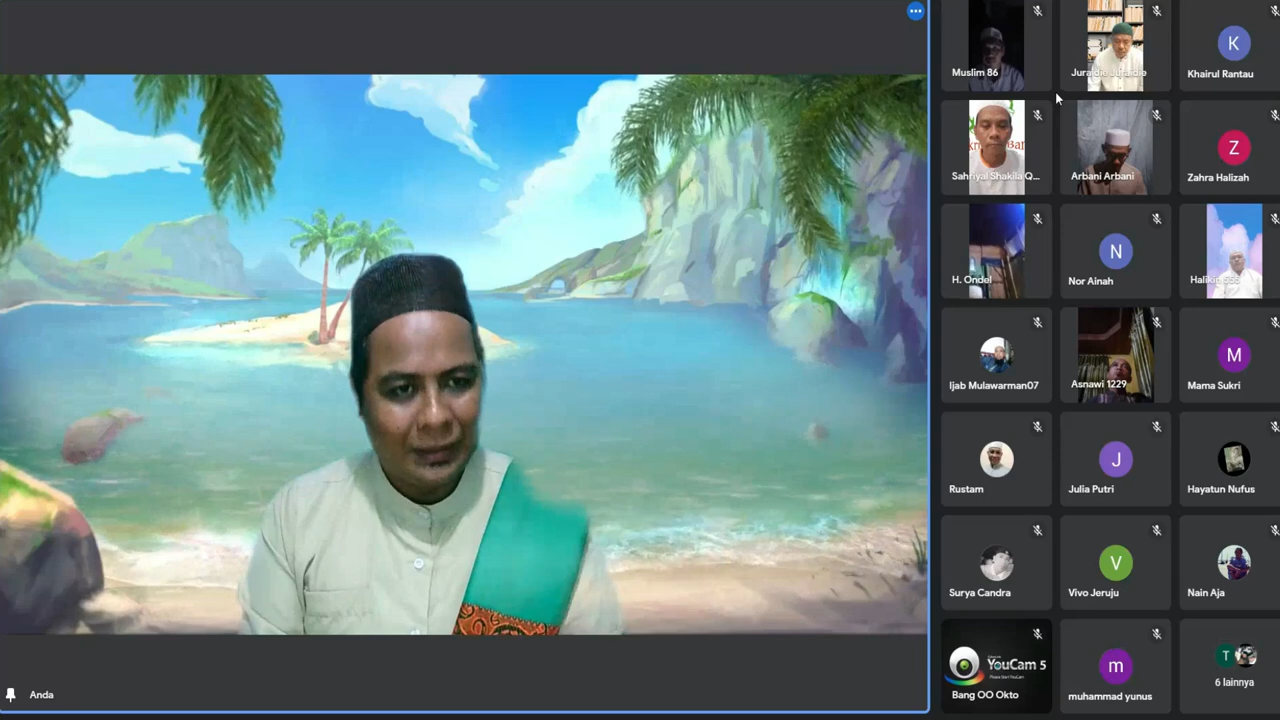 Muslim 86
Juraidie Juraidie
K
Khairul Rantau
Sahriyal Shakila Q...
Arbani Arbani
Z
Zahra Halizah
H. Ondel
N
Nor Ainah
Ijab Mulawarman07
Asnawi 1229
M
Mama Sukri
Rustam
J
Julia Putri
Hayatun Nufus
Surya Candra
V
Vivo Jeruju
Nain Aja
YouCam 5
Bang OO Okto
m
muhammad yunus
T
6 lainnya
Anda